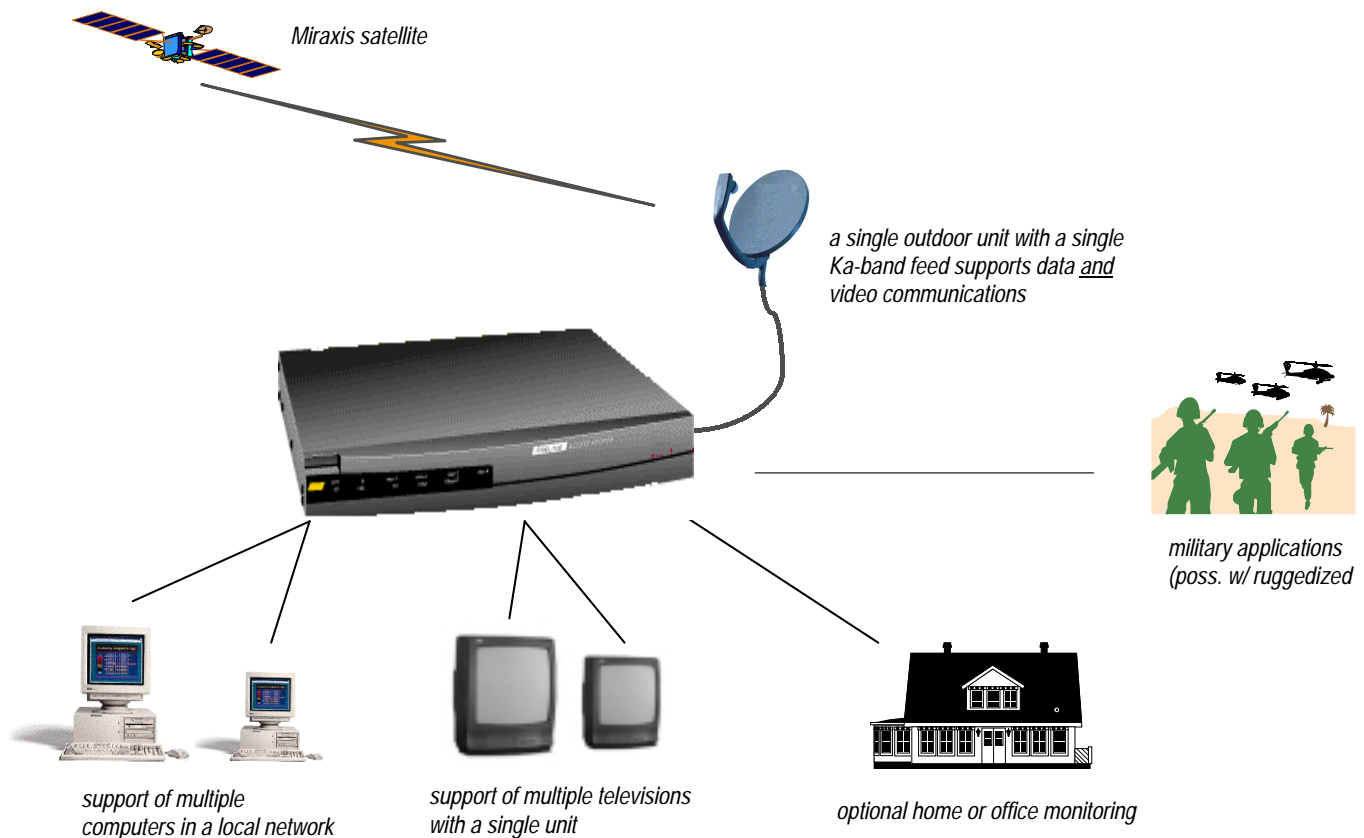 Miraxis satellite
a single outdoor unit with a single
Ka-band feed supports data and
video communications
military applications
(poss. w/ ruggedized
support of multiple
computers in a local network
support of multiple televisions
with a single unit
optional home or office monitoring